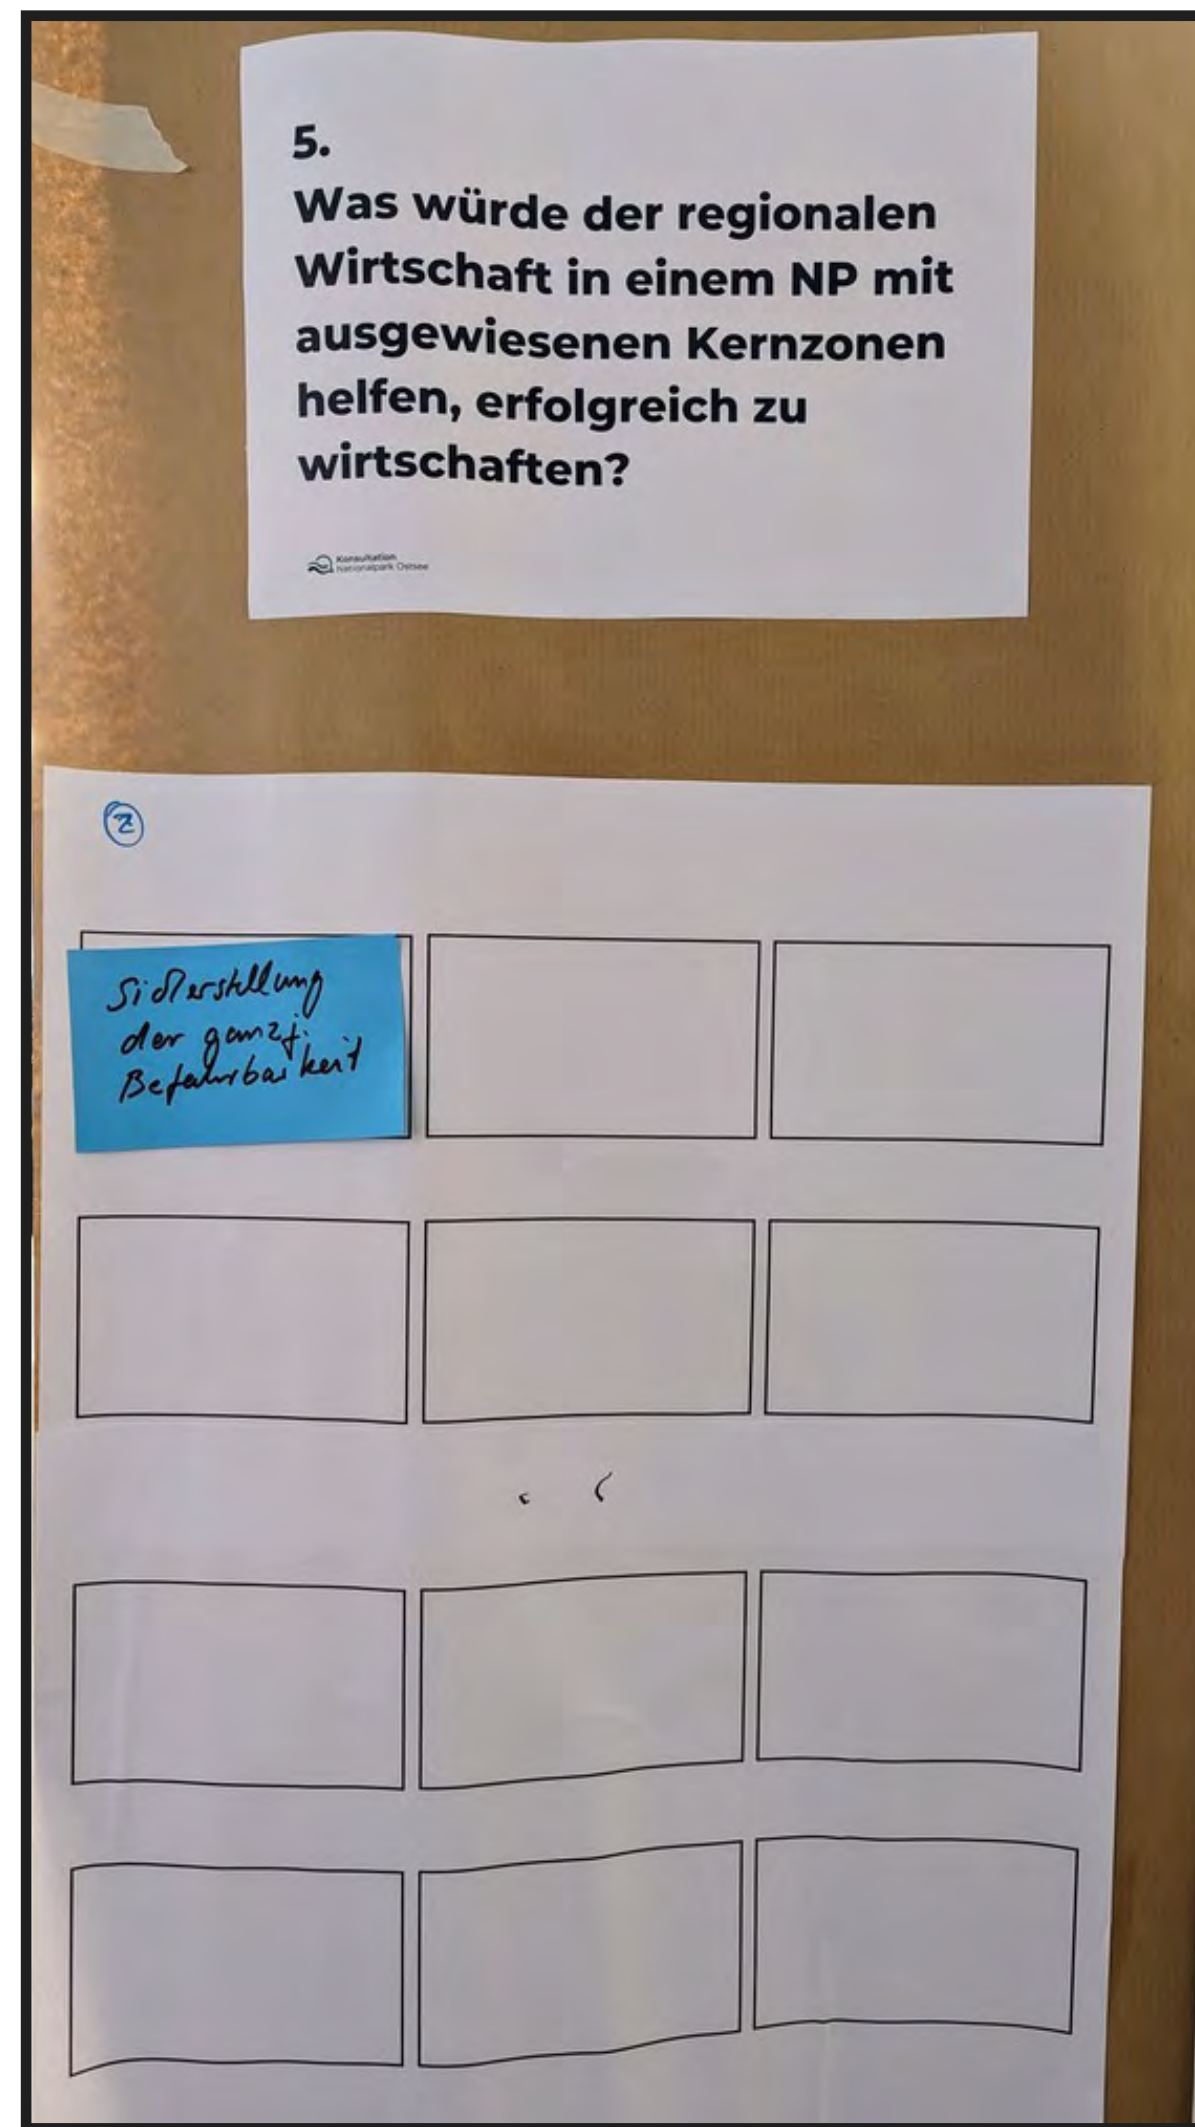 5.
Was würde der regionalen
Wirtschaft in einem NP mit
ausgewiesenen Kernzonen
helfen, erfolgreich zu
wirtschaften?
Konsultation
Nationalpark Ostsee
2
Sicherstellung
der ganzj.
Befahrbarkeit